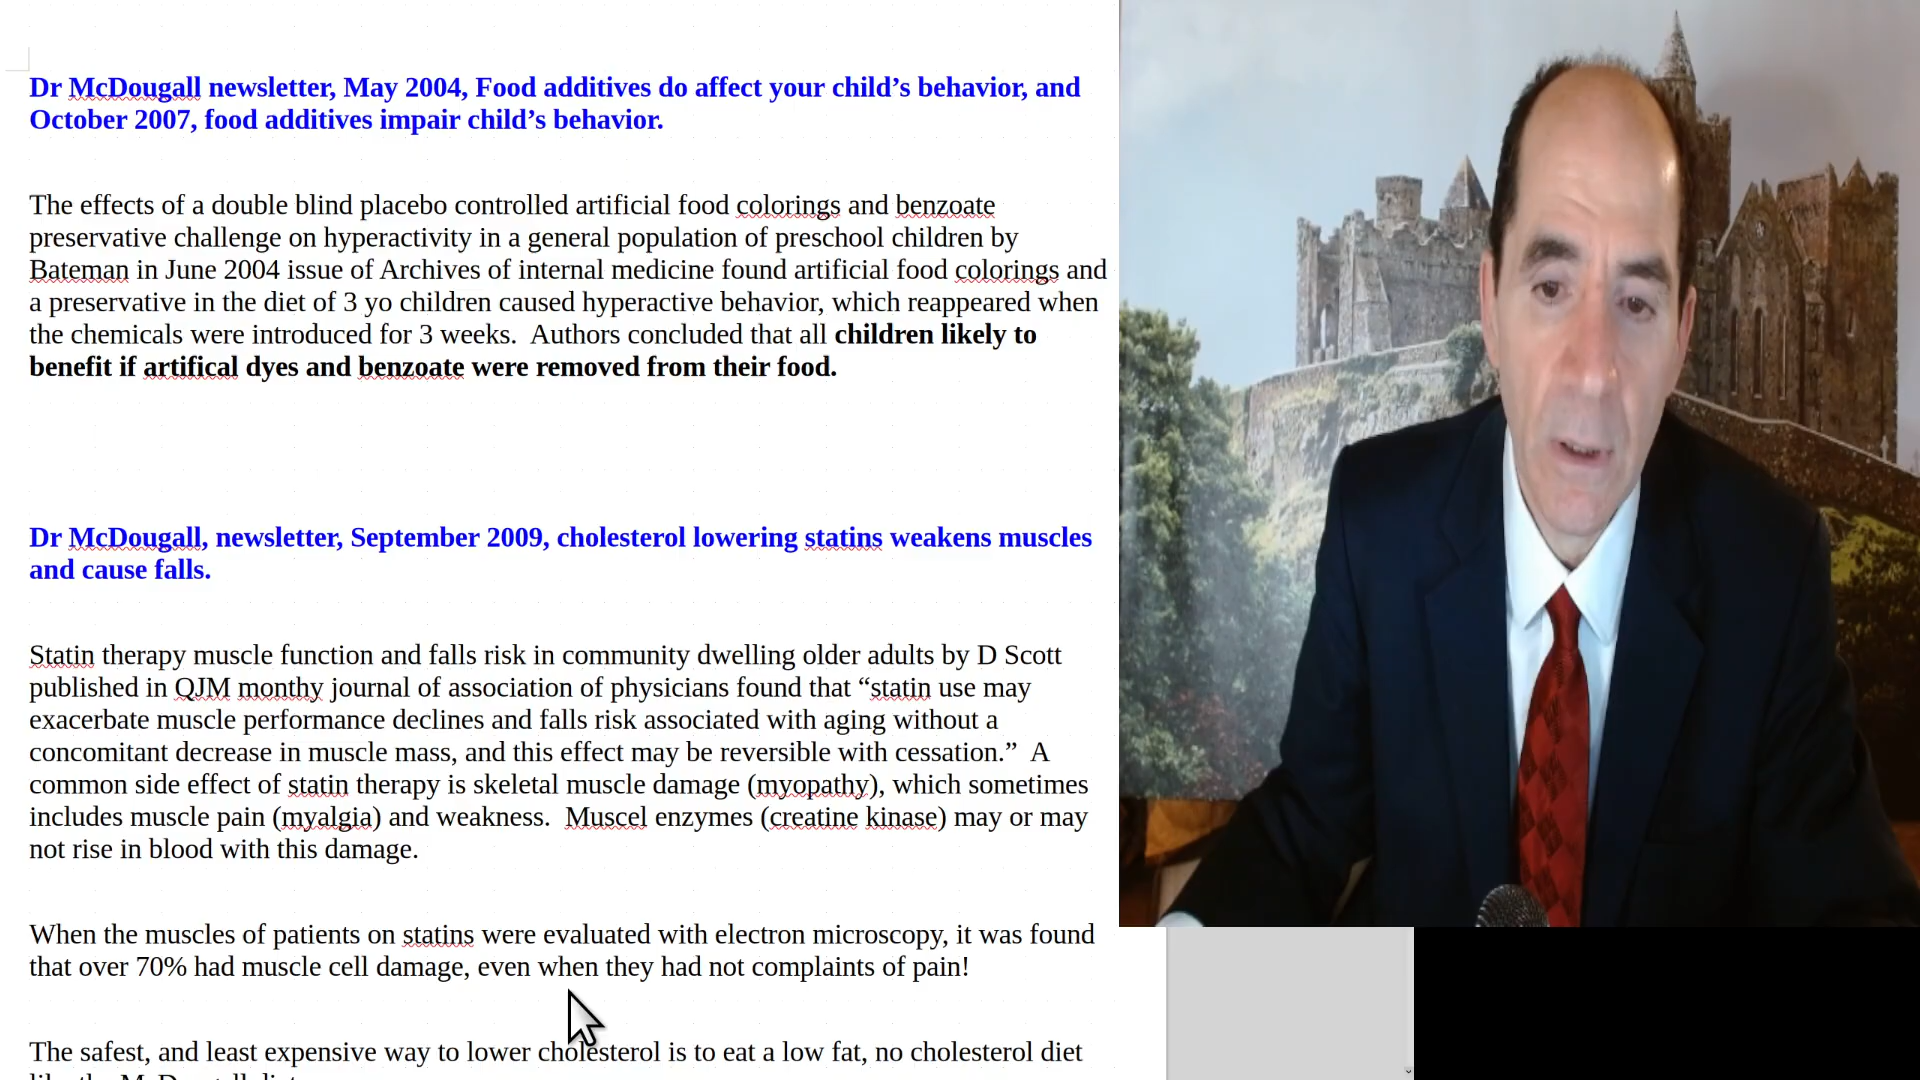 Dr McDougall newsletter, May 2004, Food additives do affect your child’s behavior, and
October 2007, food additives impair child’s behavior.
The effects of a double blind placebo controlled artificial food colorings and benzoate
preservative challenge on hyperactivity in a general population of preschool children by
Bateman in June 2004 issue of Archives of internal medicine found artificial food colorings and
a preservative in the diet of 3 yo children caused hyperactive behavior, which reappeared when
the chemicals were introduced for 3 weeks.  Authors concluded that all children likely to
benefit if artifical dyes and benzoate were removed from their food.
Dr McDougall, newsletter, September 2009, cholesterol lowering statins weakens muscles
and cause falls.
Statin therapy muscle function and falls risk in community dwelling older adults by D Scott
published in QJM monthy journal of association of physicians found that “statin use may
exacerbate muscle performance declines and falls risk associated with aging without a
concomitant decrease in muscle mass, and this effect may be reversible with cessation.”  A
common side effect of statin therapy is skeletal muscle damage (myopathy), which sometimes
includes muscle pain (myalgia) and weakness.  Muscel enzymes (creatine kinase) may or may
not rise in blood with this damage.
When the muscles of patients on statins were evaluated with electron microscopy, it was found
that over 70% had muscle cell damage, even when they had not complaints of pain!
The safest, and least expensive way to lower cholesterol is to eat a low fat, no cholesterol diet